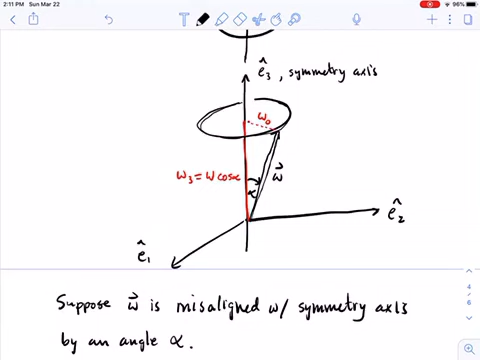 2:11 PM Sun Mar 22
96%
ê₃, symmetry axis
ω₀
ω₃ = ω cosα
α
ω⃗
ê₂
ê₁
4
6
Suppose ω⃗ is misaligned w/ symmetry axis
by an angle α.